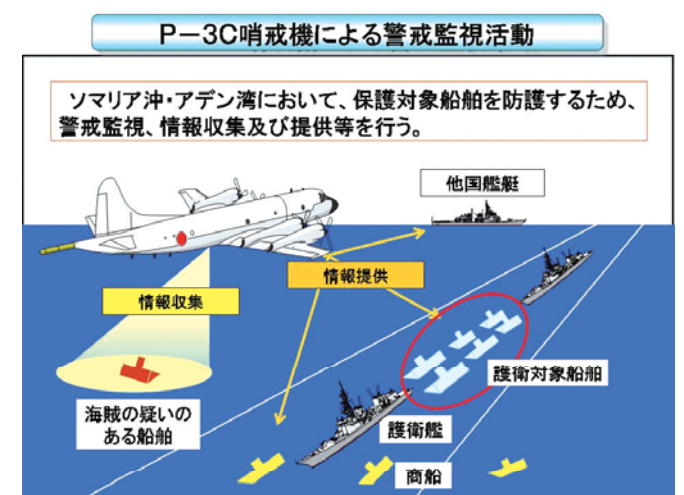 P－3C哨戒機による警戒監視活動
ソマリア沖・アデン湾において、保護対象船舶を防護するため、
警戒監視、情報収集及び提供等を行う。
他国艦艇
情報提供
情報収集
護衛対象船舶
海賊の疑いの
ある船舶
護衛艦
商船